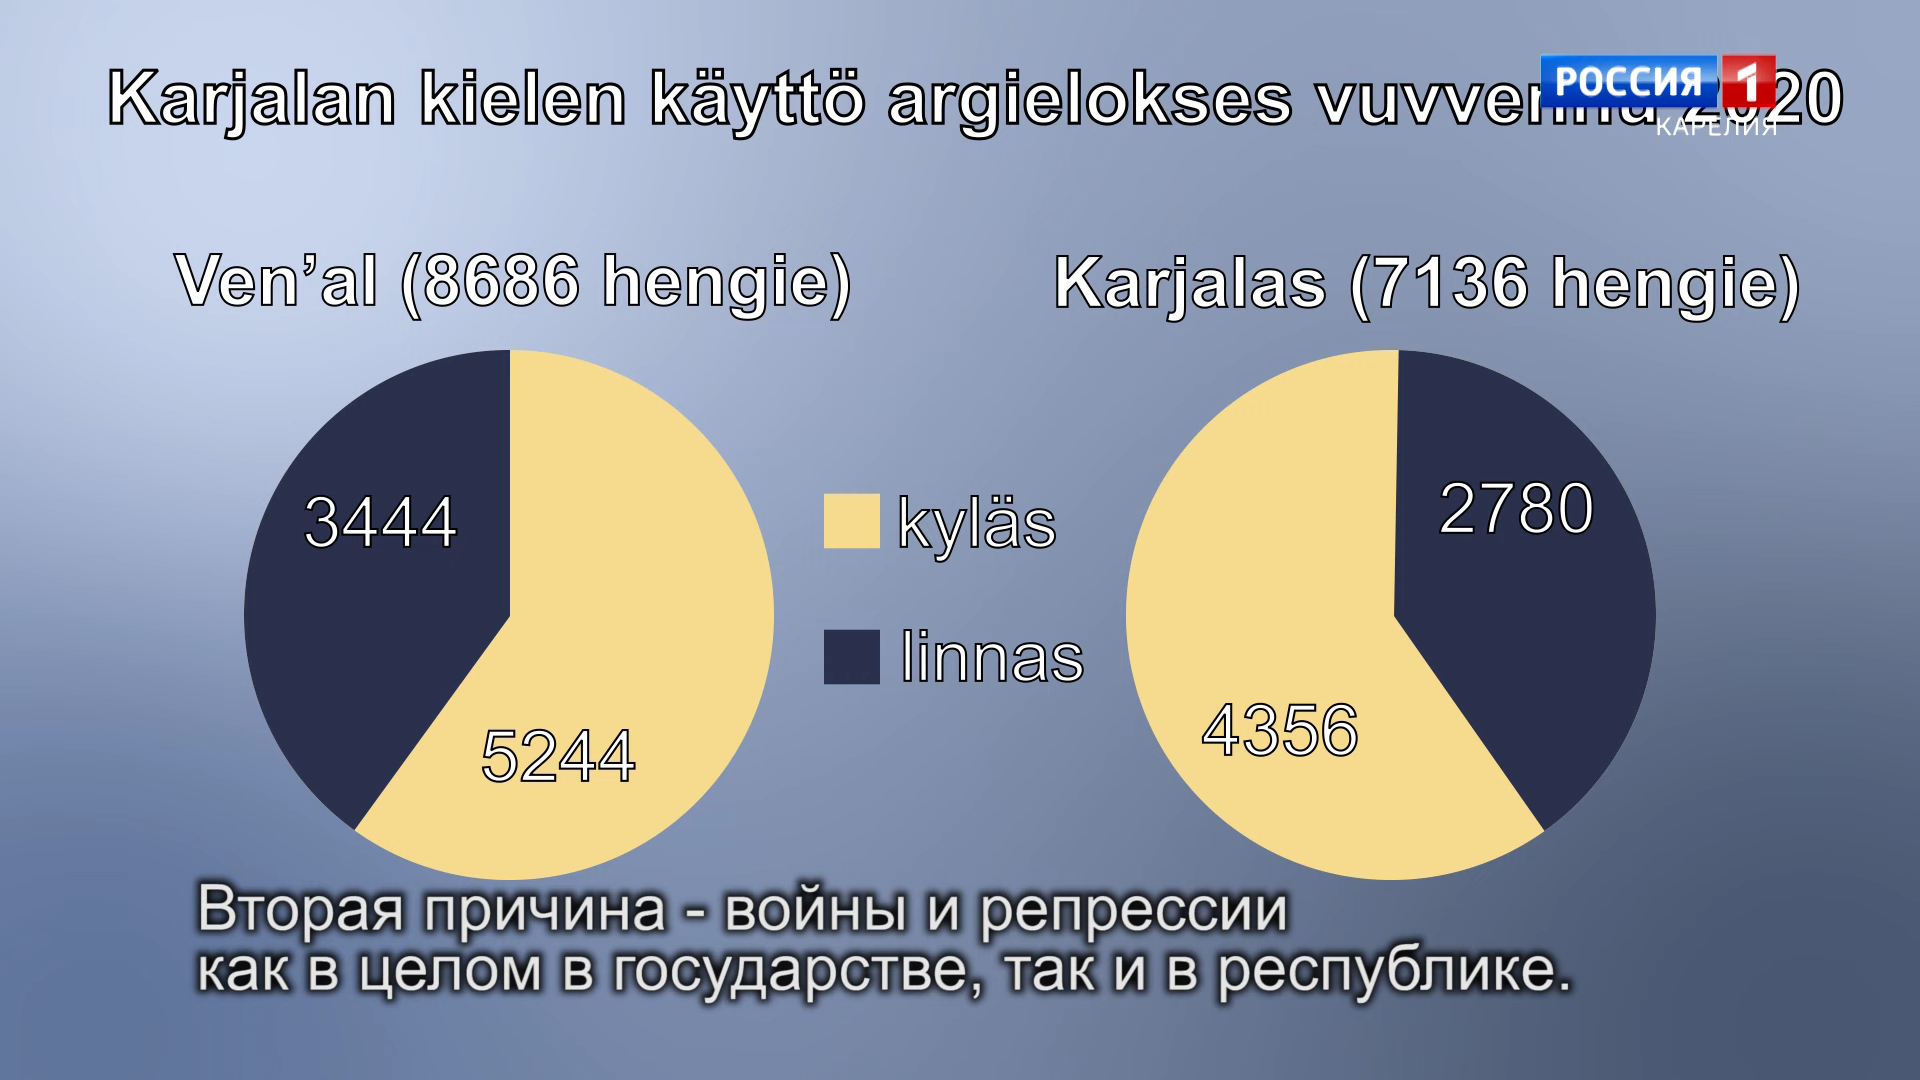 Karjalan kielen käyttö argielokses 2020
РОССИЯ 1
КАРЕЛИЯ
Ven’al (8686 hengie)
Karjalas (7136 hengie)
3444
5244
kyläs
linnas
2780
4356
Вторая причина - войны и репрессии
как в целом в государстве, так и в республике.